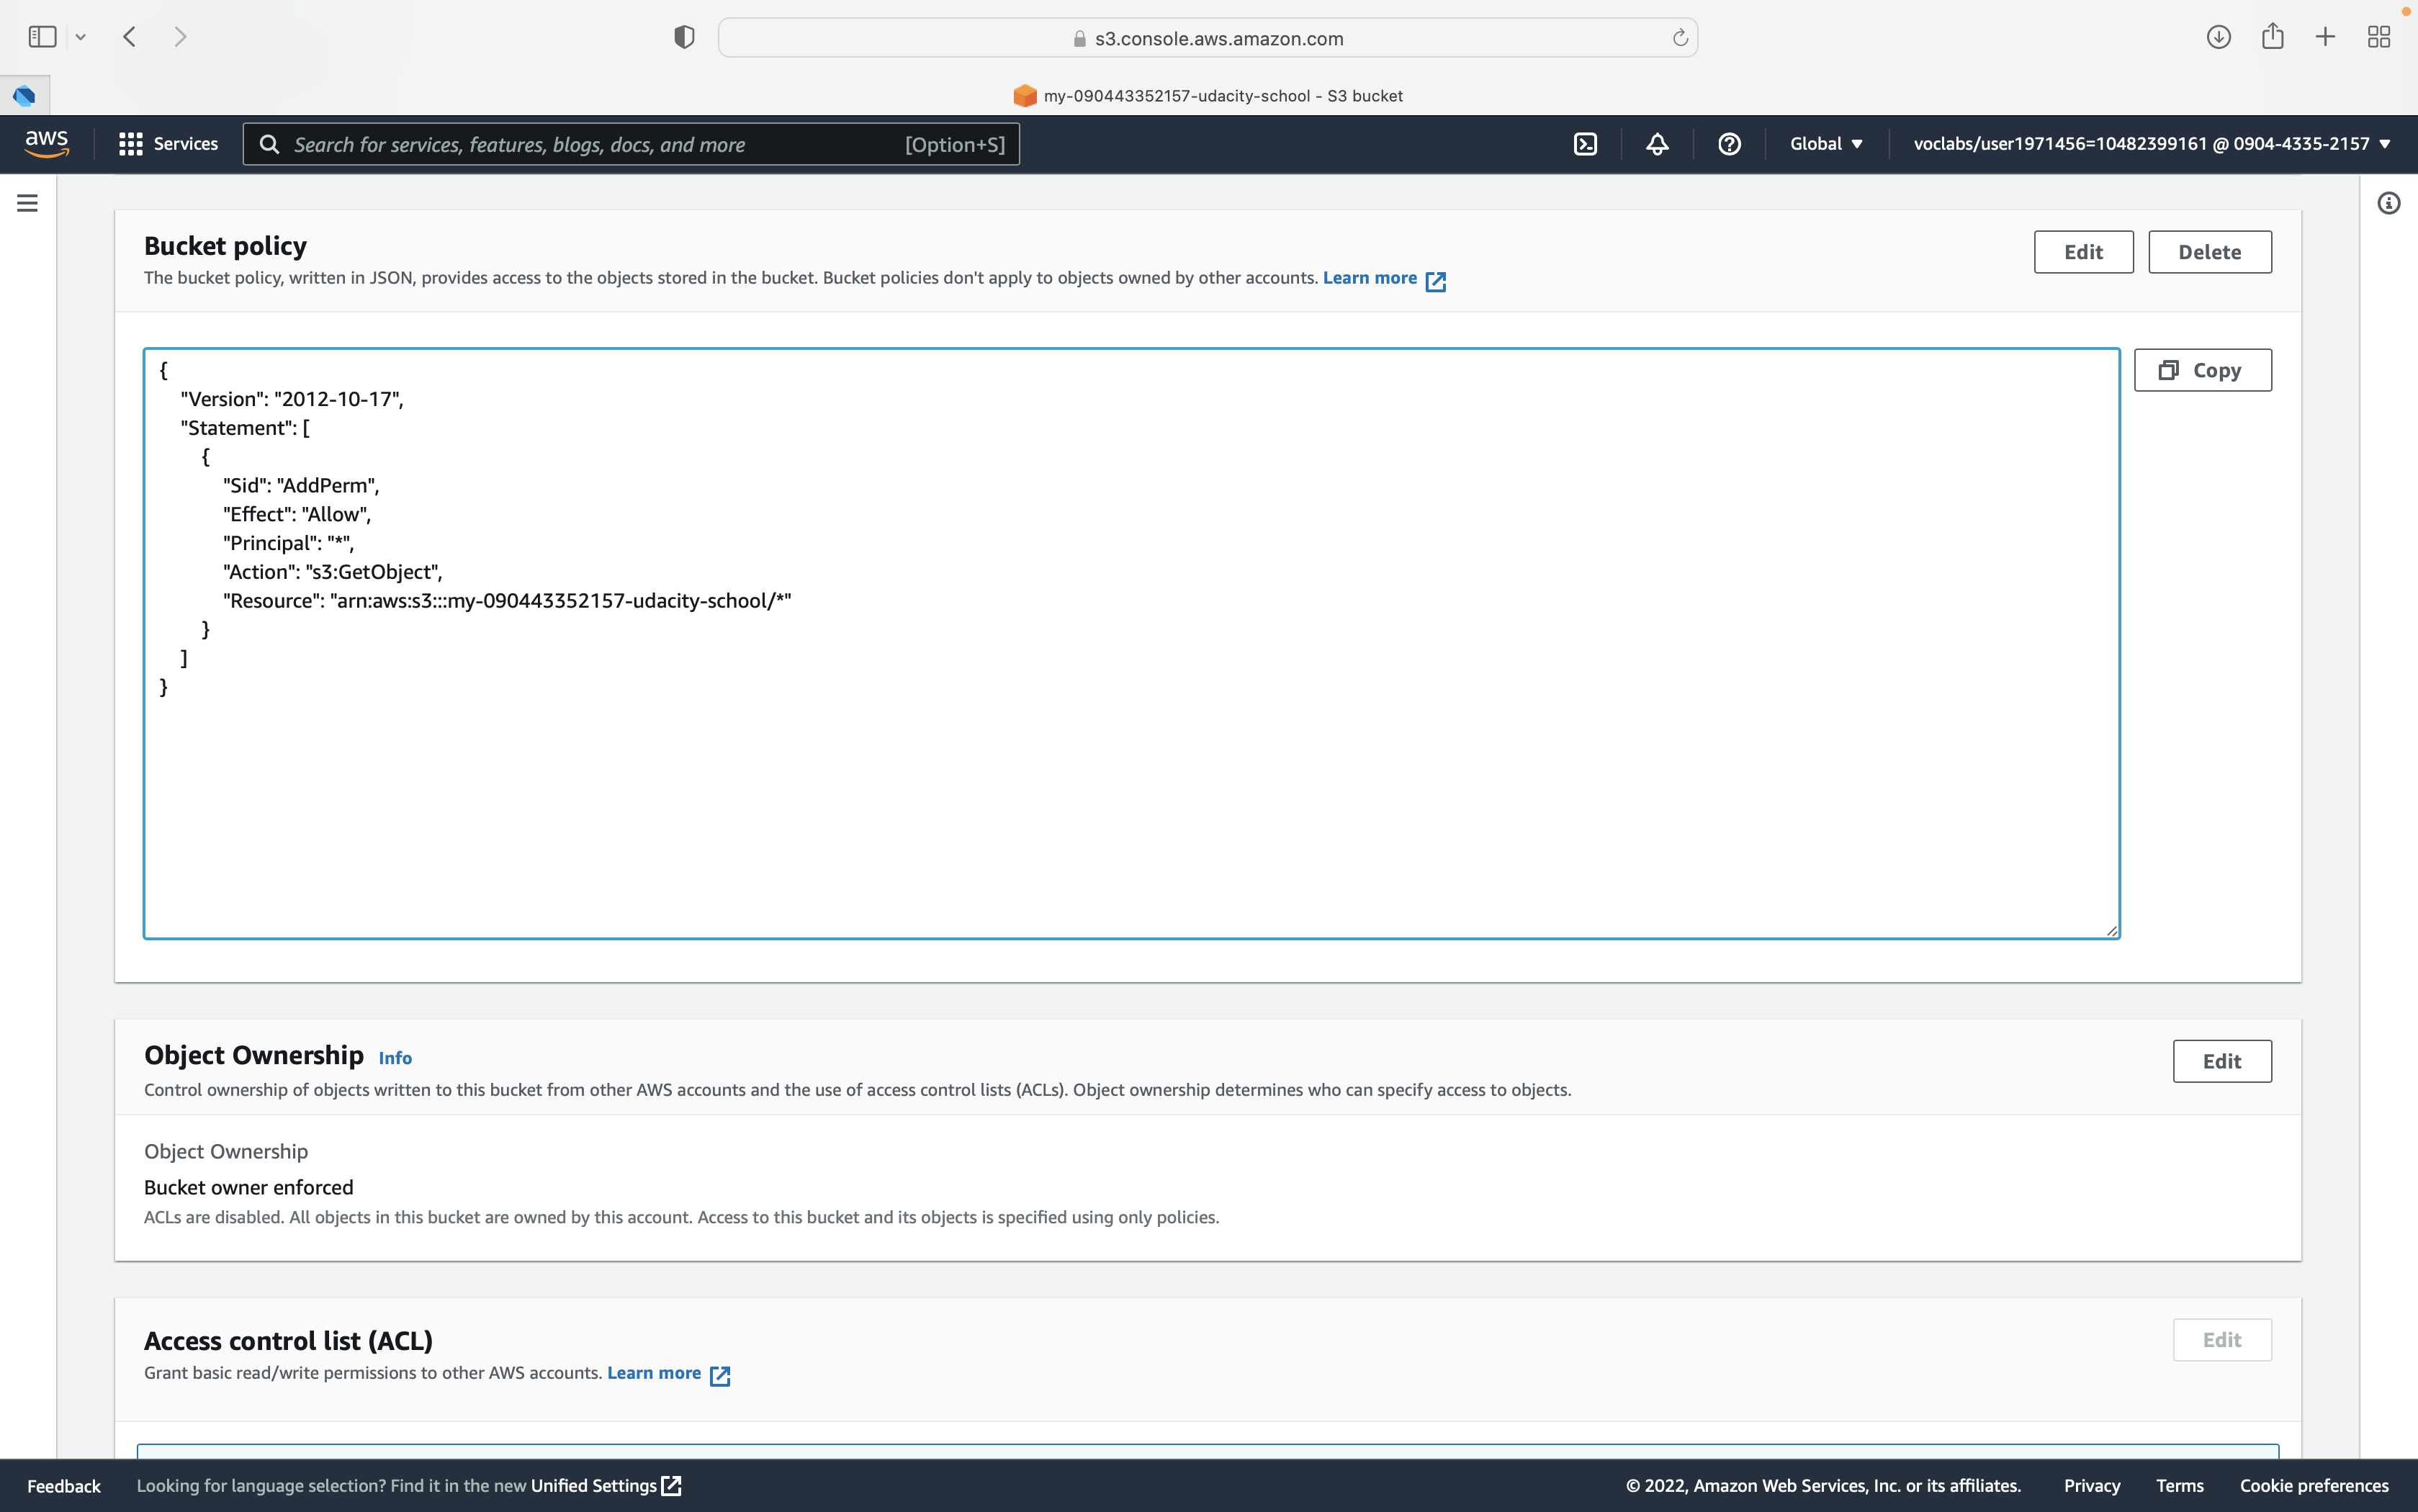 s3.console.aws.amazon.com
my-090443352157-udacity-school - S3 bucket
aws Services Search for services, features, blogs, docs, and more [Option+S] Global voclabs/user1971456=10482399161 @ 0904-4335-2157
Bucket policy
Edit Delete
The bucket policy, written in JSON, provides access to the objects stored in the bucket. Bucket policies don't apply to objects owned by other accounts. Learn more
Copy
{
"Version": "2012-10-17",
"Statement": [
{
"Sid": "AddPerm",
"Effect": "Allow",
"Principal": "*",
"Action": "s3:GetObject",
"Resource": "arn:aws:s3:::my-090443352157-udacity-school/*"
}
]
}
Object Ownership Info
Edit
Control ownership of objects written to this bucket from other AWS accounts and the use of access control lists (ACLs). Object ownership determines who can specify access to objects.
Object Ownership
Bucket owner enforced
ACLs are disabled. All objects in this bucket are owned by this account. Access to this bucket and its objects is specified using only policies.
Access control list (ACL)
Edit
Grant basic read/write permissions to other AWS accounts. Learn more
Feedback Looking for language selection? Find it in the new Unified Settings © 2022, Amazon Web Services, Inc. or its affiliates. Privacy Terms Cookie preferences